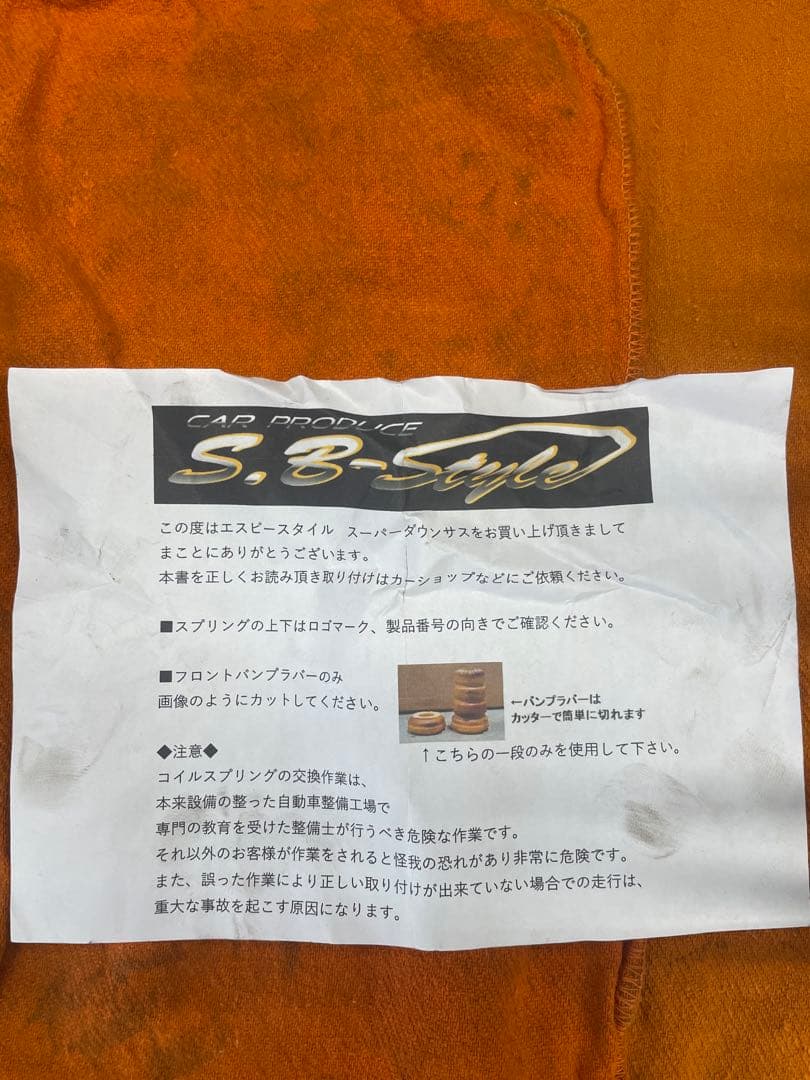 CAR PRODUCE
S.B-Style
この度はエスビースタイル　スーパーダウンサスをお買い上げ頂きまして
まことにありがとうございます。
本書を正しくお読み頂き取り付けはカーショップなどにご依頼ください。
■スプリングの上下はロゴマーク、製品番号の向きでご確認ください。
■フロントバンプラバーのみ
画像のようにカットしてください。
←バンプラバーは
カッターで簡単に切れます
↑こちらの一段のみを使用して下さい。
◆注意◆
コイルスプリングの交換作業は、
本来設備の整った自動車整備工場で
専門の教育を受けた整備士が行うべき危険な作業です。
それ以外のお客様が作業をされると怪我の恐れがあり非常に危険です。
また、誤った作業により正しい取り付けが出来ていない場合での走行は、
重大な事故を起こす原因になります。